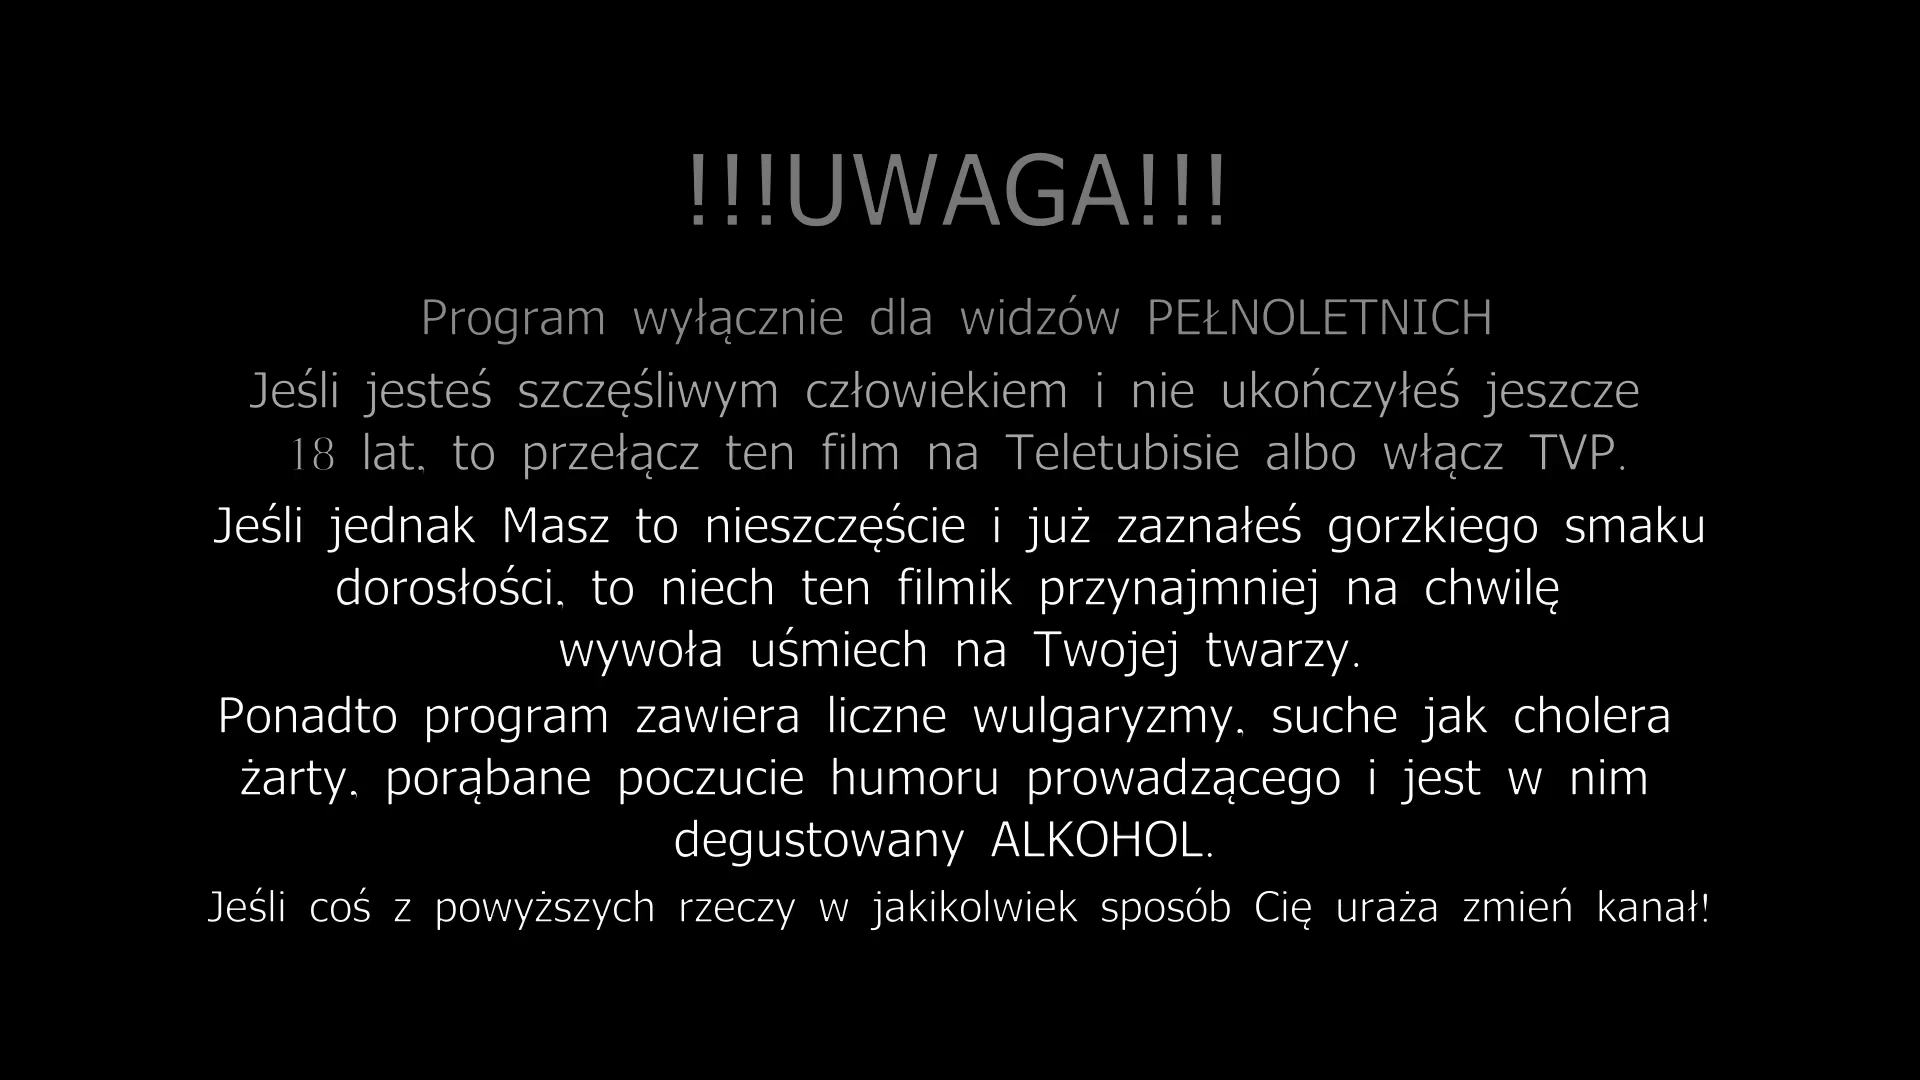 !!!UWAGA!!!
Program wyłącznie dla widzów PEŁNOLETNICH
Jeśli jesteś szczęśliwym człowiekiem i nie ukończyłeś jeszcze
18 lat, to przełącz ten film na Teletubisie albo włącz TVP.
Jeśli jednak Masz to nieszczęście i już zaznałeś gorzkiego smaku
dorosłości, to niech ten filmik przynajmniej na chwilę
wywoła uśmiech na Twojej twarzy.
Ponadto program zawiera liczne wulgaryzmy, suche jak cholera
żarty, porąbane poczucie humoru prowadzącego i jest w nim
degustowany ALKOHOL.
Jeśli coś z powyższych rzeczy w jakikolwiek sposób Cię uraża zmień kanał!